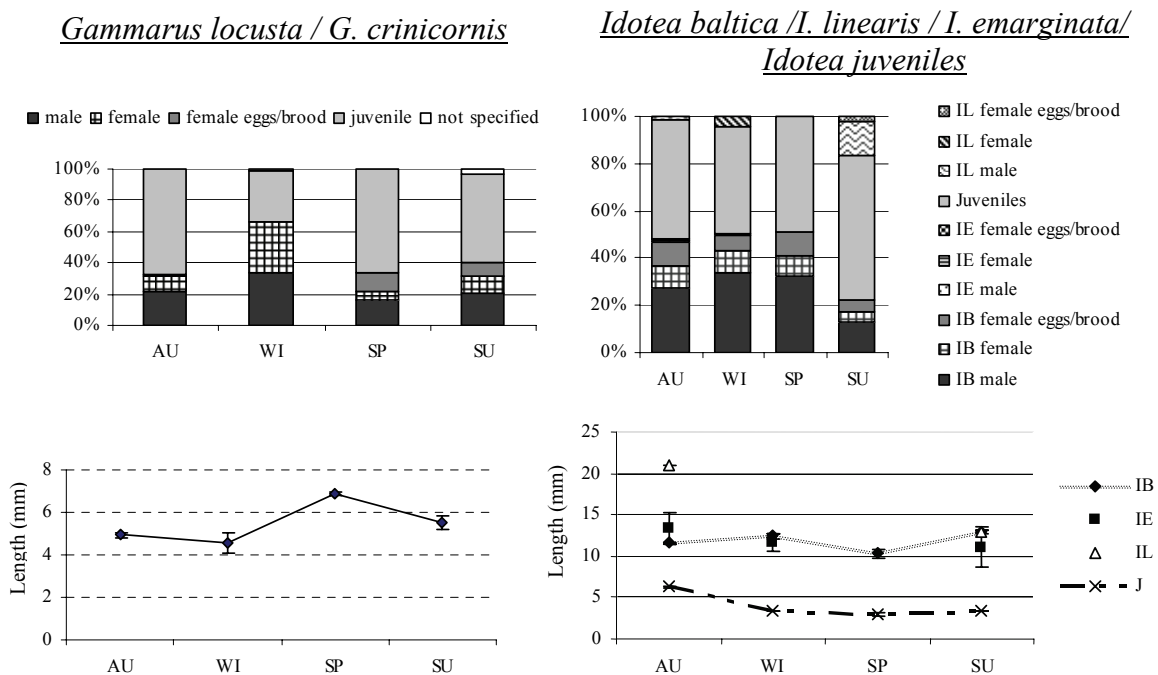 Gammarus locusta / G. crinicornis
male female female eggs/brood juvenile not specified
100%
80%
60%
40%
20%
0%
AU WI SP SU
Length (mm)
8
6
4
2
0
AU WI SP SU
Idotea baltica /I. linearis / I. emarginata/
Idotea juveniles
100%
80%
60%
40%
20%
0%
AU WI SP SU
IL female eggs/brood
IL female
IL male
Juveniles
IE female eggs/brood
IE female
IE male
IB female eggs/brood
IB female
IB male
Length (mm)
25
20
15
10
5
0
AU WI SP SU
IB
IE
IL
J